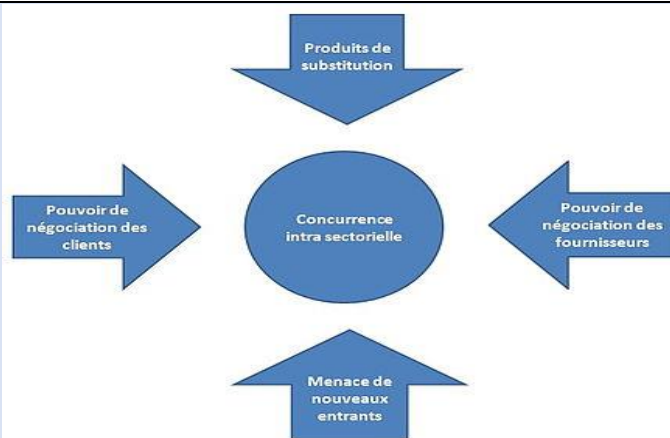 Produits de
substitution
Pouvoir de
négociation des
clients
Concurrence
intra sectorielle
Pouvoir de
négociation des
fournisseurs
Menace de
nouveaux
entrants